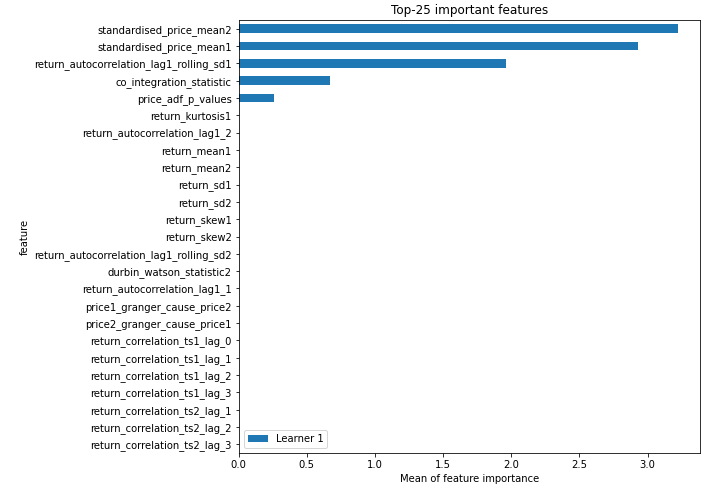 Top-25 important features
feature
standardised_price_mean2
standardised_price_mean1
return_autocorrelation_lag1_rolling_sd1
co_integration_statistic
price_adf_p_values
return_kurtosis1
return_autocorrelation_lag1_2
return_mean1
return_mean2
return_sd1
return_sd2
return_skew1
return_skew2
return_autocorrelation_lag1_rolling_sd2
durbin_watson_statistic2
return_autocorrelation_lag1_1
price1_granger_cause_price2
price2_granger_cause_price1
return_correlation_ts1_lag_0
return_correlation_ts1_lag_1
return_correlation_ts1_lag_2
return_correlation_ts1_lag_3
return_correlation_ts2_lag_1
return_correlation_ts2_lag_2
return_correlation_ts2_lag_3
Learner 1
0.0 0.5 1.0 1.5 2.0 2.5 3.0
Mean of feature importance